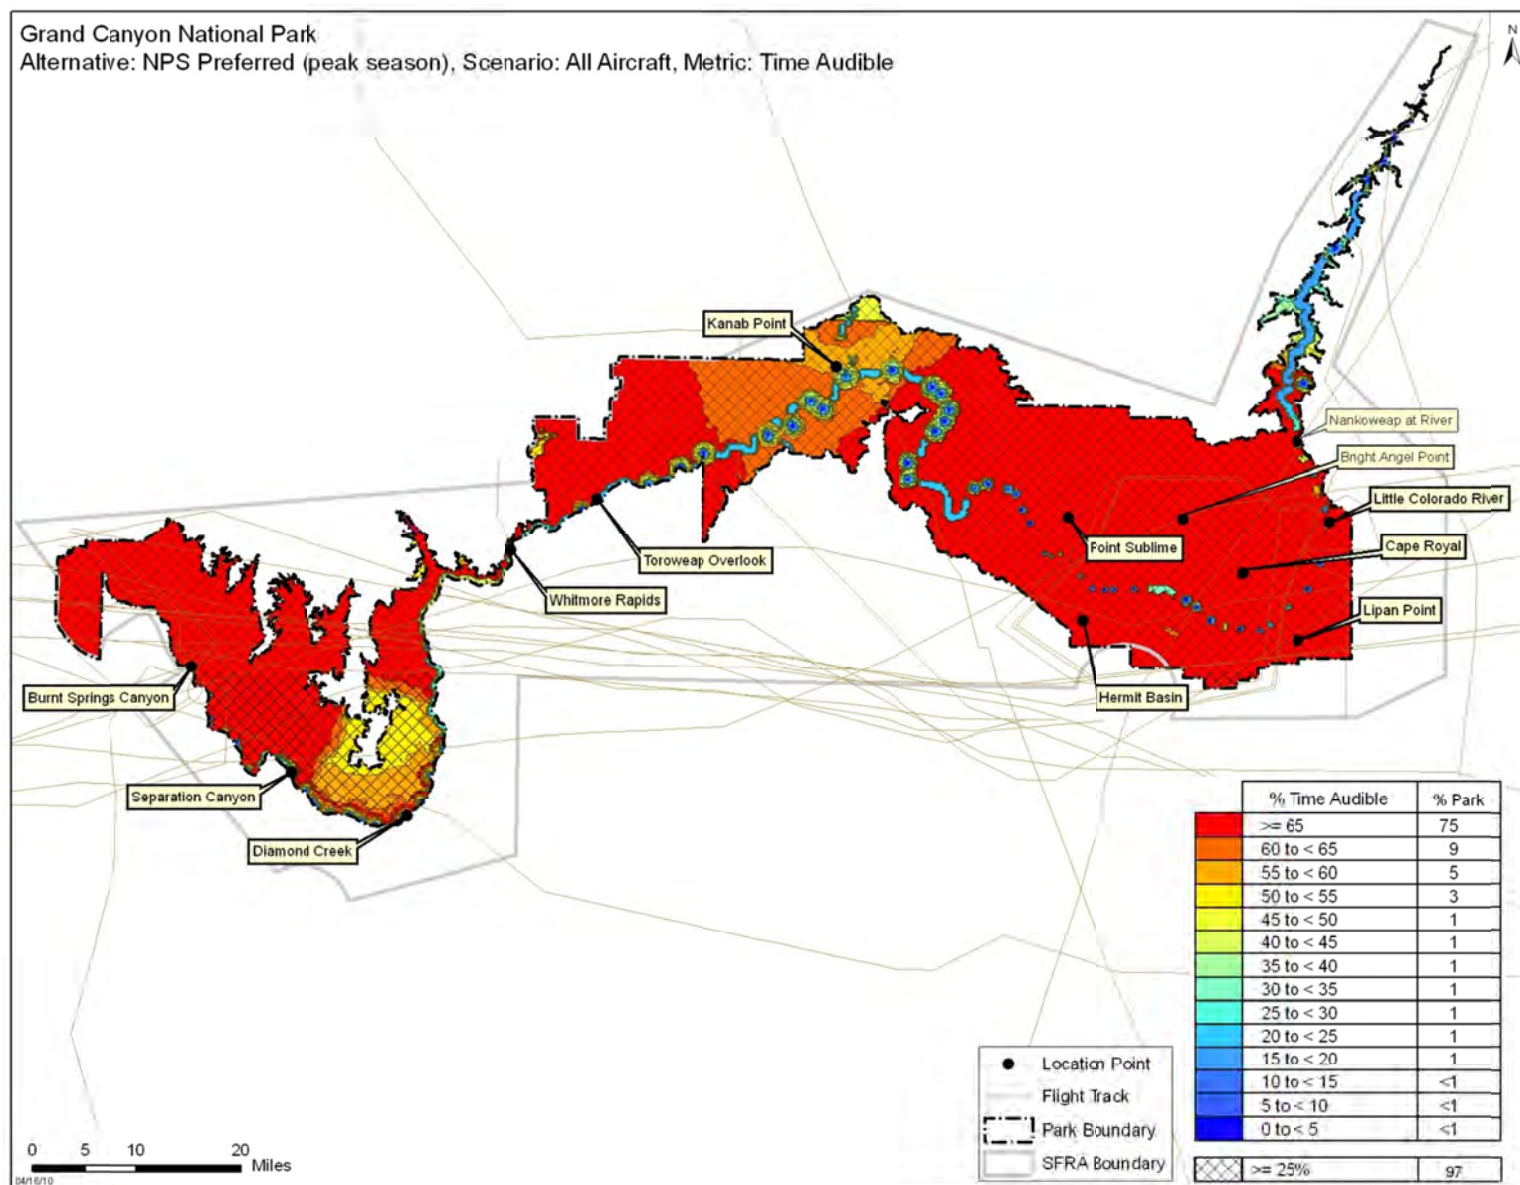 Grand Canyon National Park
Alternative: NPS Preferred (peak season), Scenario: All Aircraft, Metric: Time Audible
N
Kanab Point
Nankoweap at River
Bright Angel Point
Little Colorado River
Point Sublime
Cape Royal
Toroweap Overlook
Whitmore Rapids
Lipan Point
Burnt Springs Canyon
Hermit Basin
Separation Canyon
Diamond Creek
% Time Audible % Park
>= 65 75
60 to < 65 9
55 to < 60 5
50 to < 55 3
45 to < 50 1
40 to < 45 1
35 to < 40 1
30 to < 35 1
25 to < 30 1
20 to < 25 1
15 to < 20 1
10 to < 15 <1
5 to < 10 <1
0 to < 5 <1
>= 25% 97
Location Point
Flight Track
Park Boundary
SFRA Boundary
0 5 10 20
Miles
04/16/10